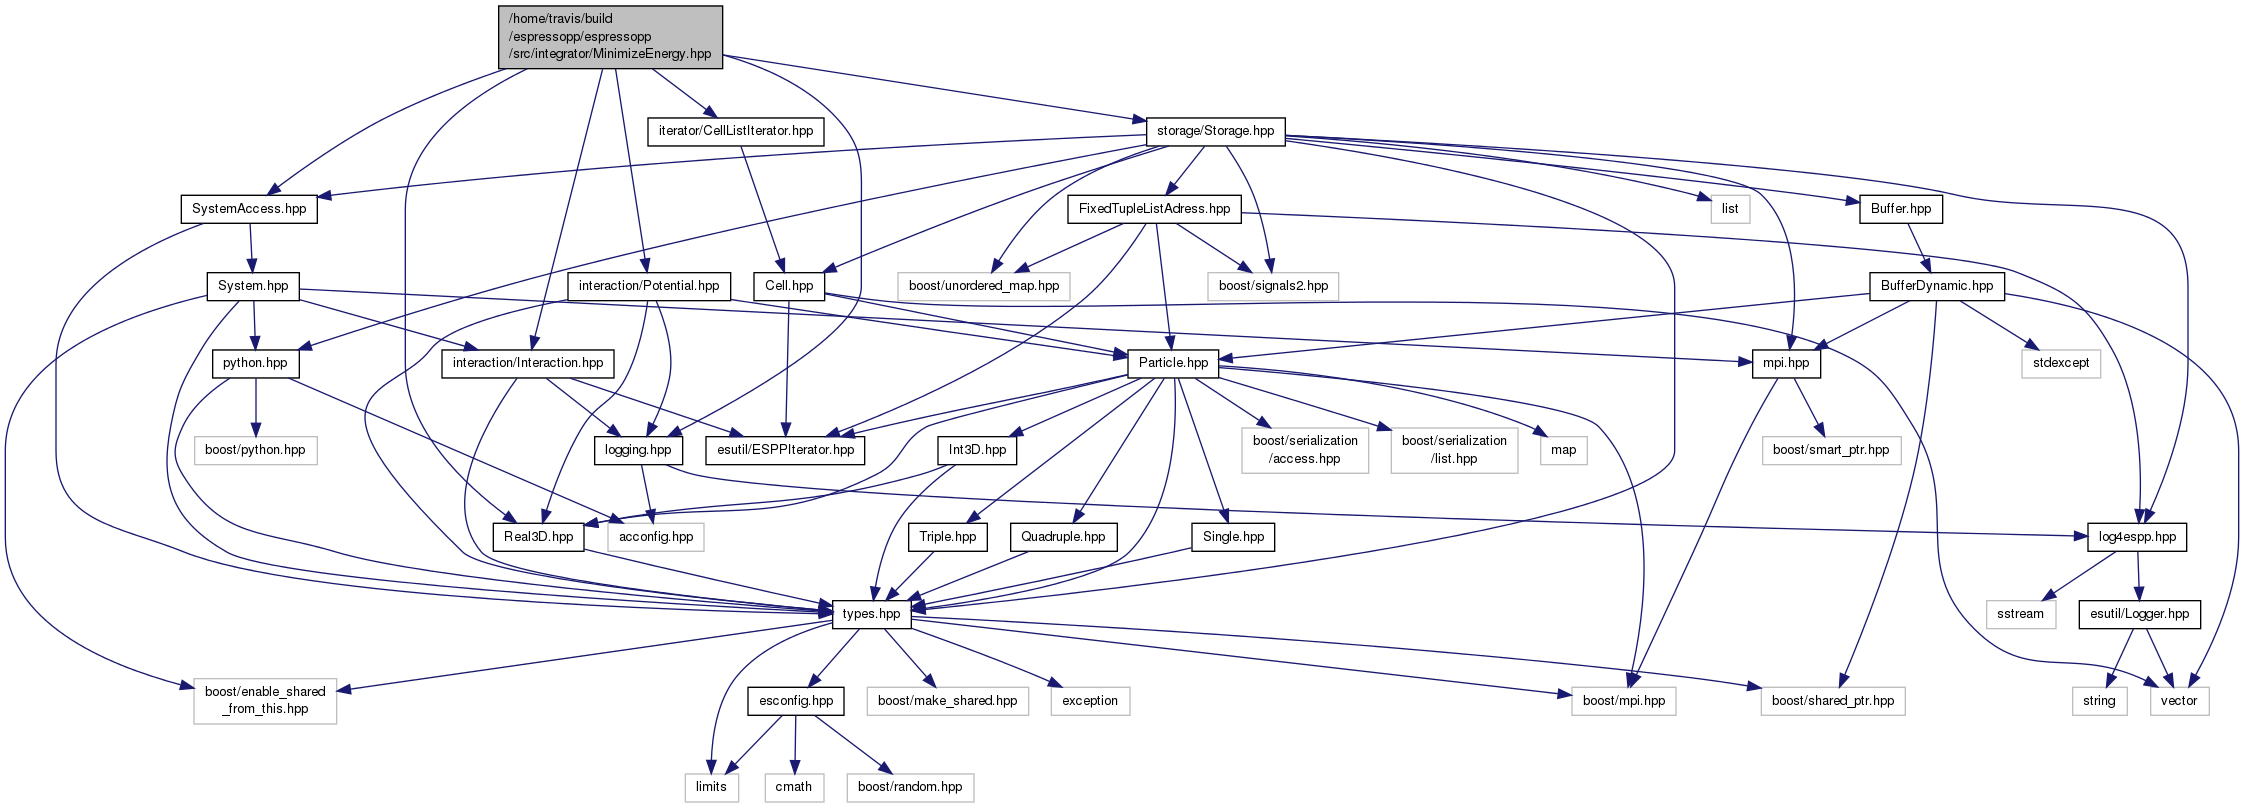 /home/travis/build
/espressopp/espressopp
/src/integrator/MinimizeEnergy.hpp
iterator/CellListIterator.hpp
storage/Storage.hpp
SystemAccess.hpp
FixedTupleListAdress.hpp
list
Buffer.hpp
System.hpp
interaction/Potential.hpp
Cell.hpp
boost/unordered_map.hpp
boost/signals2.hpp
BufferDynamic.hpp
python.hpp
interaction/Interaction.hpp
Particle.hpp
mpi.hpp
stdexcept
boost/python.hpp
logging.hpp
esutil/ESPPIterator.hpp
Int3D.hpp
boost/serialization
/access.hpp
boost/serialization
/list.hpp
map
boost/smart_ptr.hpp
Real3D.hpp
acconfig.hpp
Triple.hpp
Quadruple.hpp
Single.hpp
log4espp.hpp
types.hpp
sstream
esutil/Logger.hpp
boost/enable_shared
_from_this.hpp
esconfig.hpp
boost/make_shared.hpp
exception
boost/mpi.hpp
boost/shared_ptr.hpp
string
vector
limits
cmath
boost/random.hpp